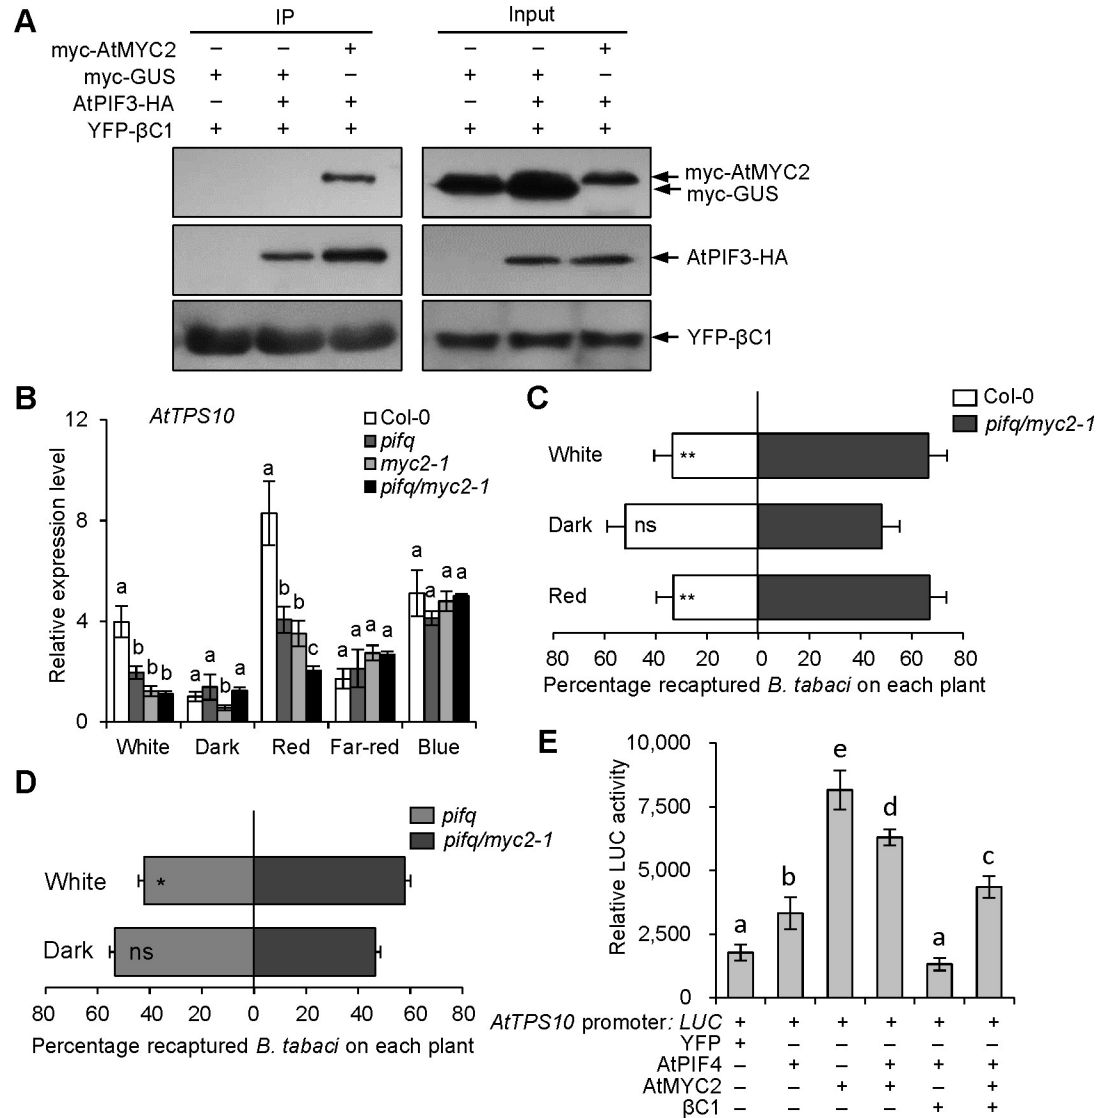 A
IP
Input
myc-AtMYC2 – – + – – +
myc-GUS + + – + + –
AtPIF3-HA – + + – + +
YFP-βC1 + + + + + +
myc-AtMYC2
myc-GUS
AtPIF3-HA
YFP-βC1
B
AtTPS10
Relative expression level
12
8
4
0
Col-0
pifq
myc2-1
pifq/myc2-1
a b b b
a a b a
a b b c
a a a a
a a a a
White Dark Red Far-red Blue
C
Col-0
pifq/myc2-1
White **
Dark ns
Red **
80 60 40 20 0 20 40 60 80
Percentage recaptured B. tabaci on each plant
D
pifq
pifq/myc2-1
White *
Dark ns
80 60 40 20 0 20 40 60 80
Percentage recaptured B. tabaci on each plant
E
Relative LUC activity
10,000
7,500
5,000
2,500
0
a b e d a c
AtTPS10 promoter: LUC + + + + + +
YFP + – – – – –
AtPIF4 – + – + + +
AtMYC2 – – + + – +
βC1 – – – – + +